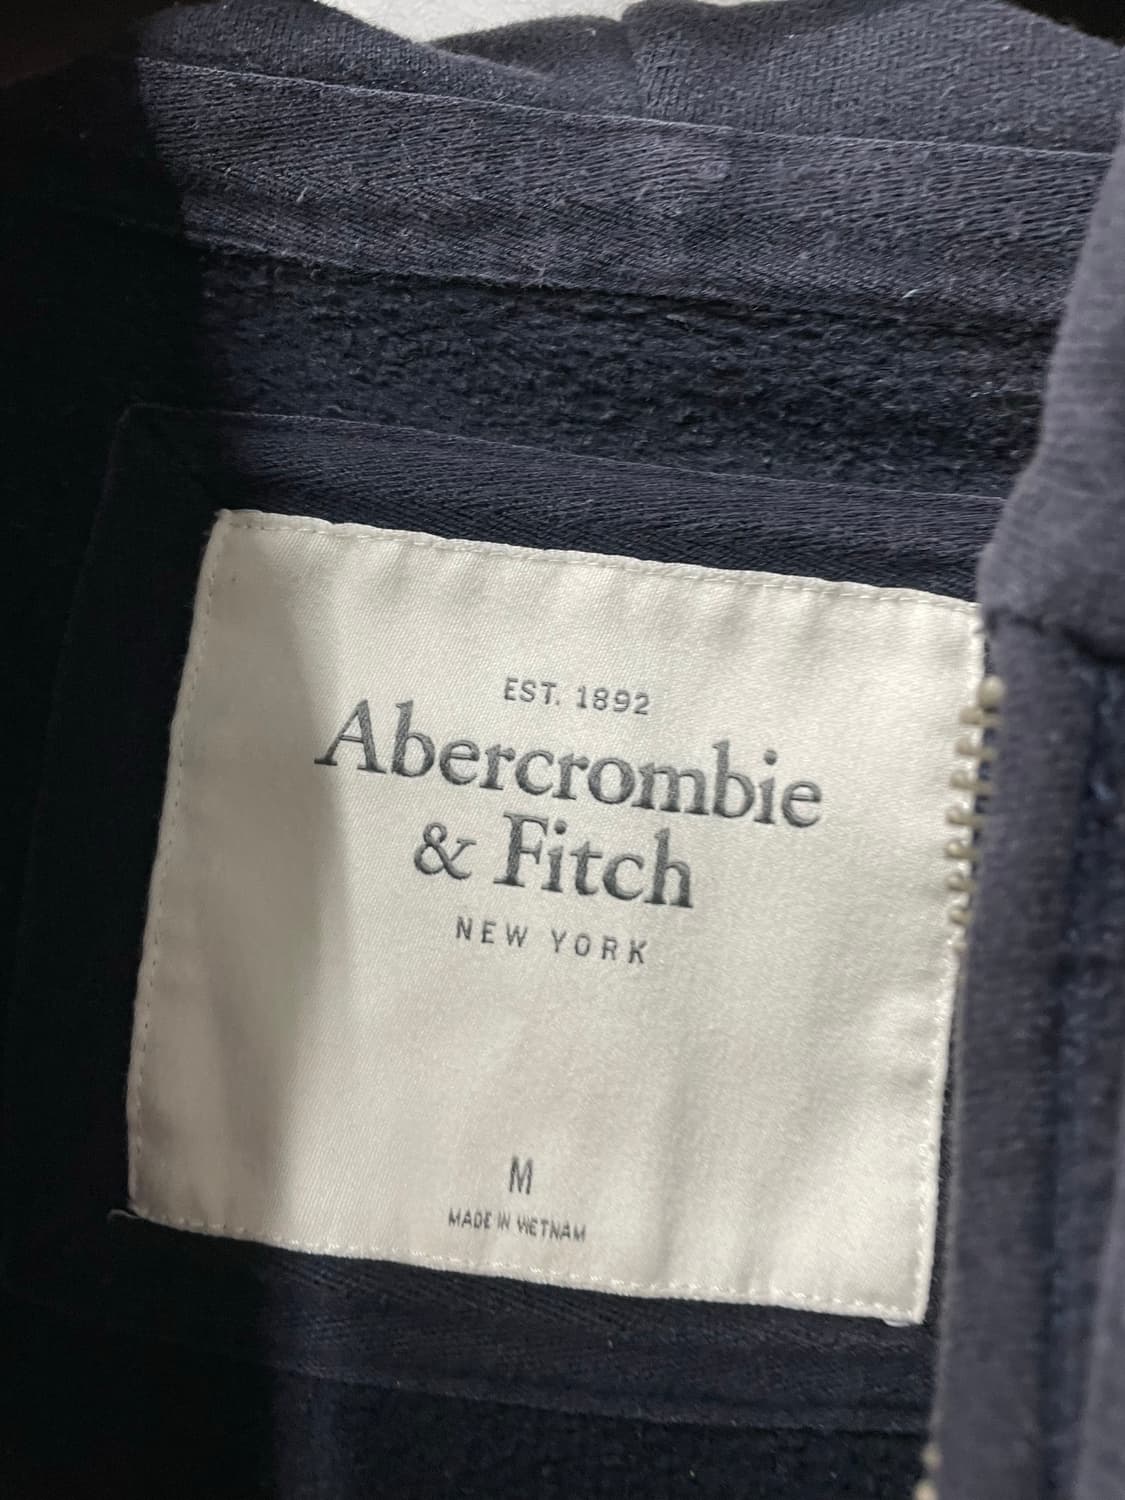 EST. 1892
Abercrombie
& Fitch
NEW YORK
M
MADE IN VIETNAM